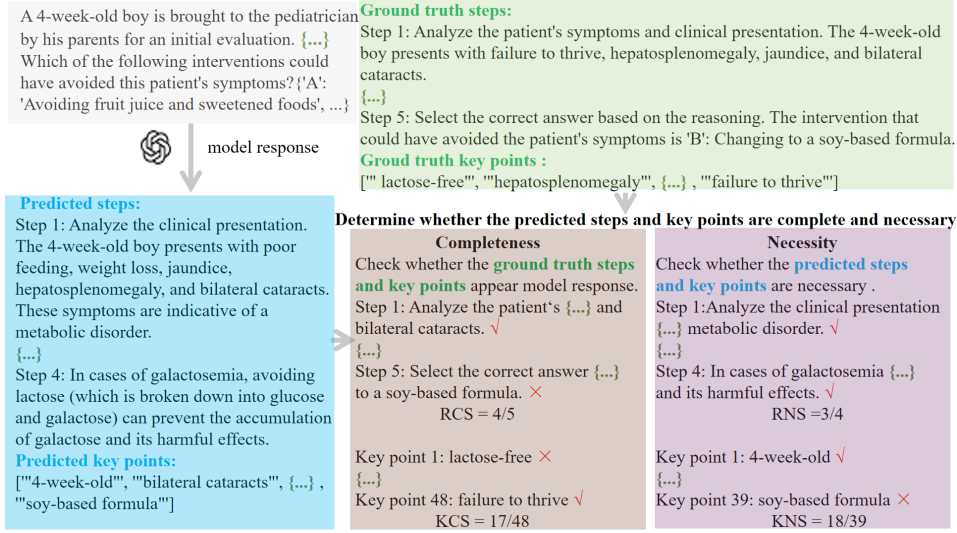 A 4-week-old boy is brought to the pediatrician
by his parents for an initial evaluation. {...}
Which of the following interventions could
have avoided this patient's symptoms?{'A':
'Avoiding fruit juice and sweetened foods', ...}
model response
Predicted steps:
Step 1: Analyze the clinical presentation.
The 4-week-old boy presents with poor
feeding, weight loss, jaundice,
hepatosplenomegaly, and bilateral cataracts.
These symptoms are indicative of a
metabolic disorder.
{...}
Step 4: In cases of galactosemia, avoiding
lactose (which is broken down into glucose
and galactose) can prevent the accumulation
of galactose and its harmful effects.
Predicted key points:
['"4-week-old"', '"bilateral cataracts"', {...} ,
'"soy-based formula"']
Ground truth steps:
Step 1: Analyze the patient's symptoms and clinical presentation. The 4-week-old
boy presents with failure to thrive, hepatosplenomegaly, jaundice, and bilateral
cataracts.
{...}
Step 5: Select the correct answer based on the reasoning. The intervention that
could have avoided the patient's symptoms is 'B': Changing to a soy-based formula.
Groud truth key points :
['" lactose-free"', '"hepatosplenomegaly"', {...} , '"failure to thrive"']
Determine whether the predicted steps and key points are complete and necessary
Completeness
Check whether the ground truth steps
and key points appear model response.
Step 1: Analyze the patient's {...} and
bilateral cataracts. √
{...}
Step 5: Select the correct answer {...}
to a soy-based formula. ×
RCS = 4/5
Key point 1: lactose-free ×
{...}
Key point 48: failure to thrive √
KCS = 17/48
Necessity
Check whether the predicted steps
and key points are necessary .
Step 1:Analyze the clinical presentation
{...} metabolic disorder. √
{...}
Step 4: In cases of galactosemia {...}
and its harmful effects. √
RNS =3/4
Key point 1: 4-week-old √
{...}
Key point 39: soy-based formula ×
KNS = 18/39